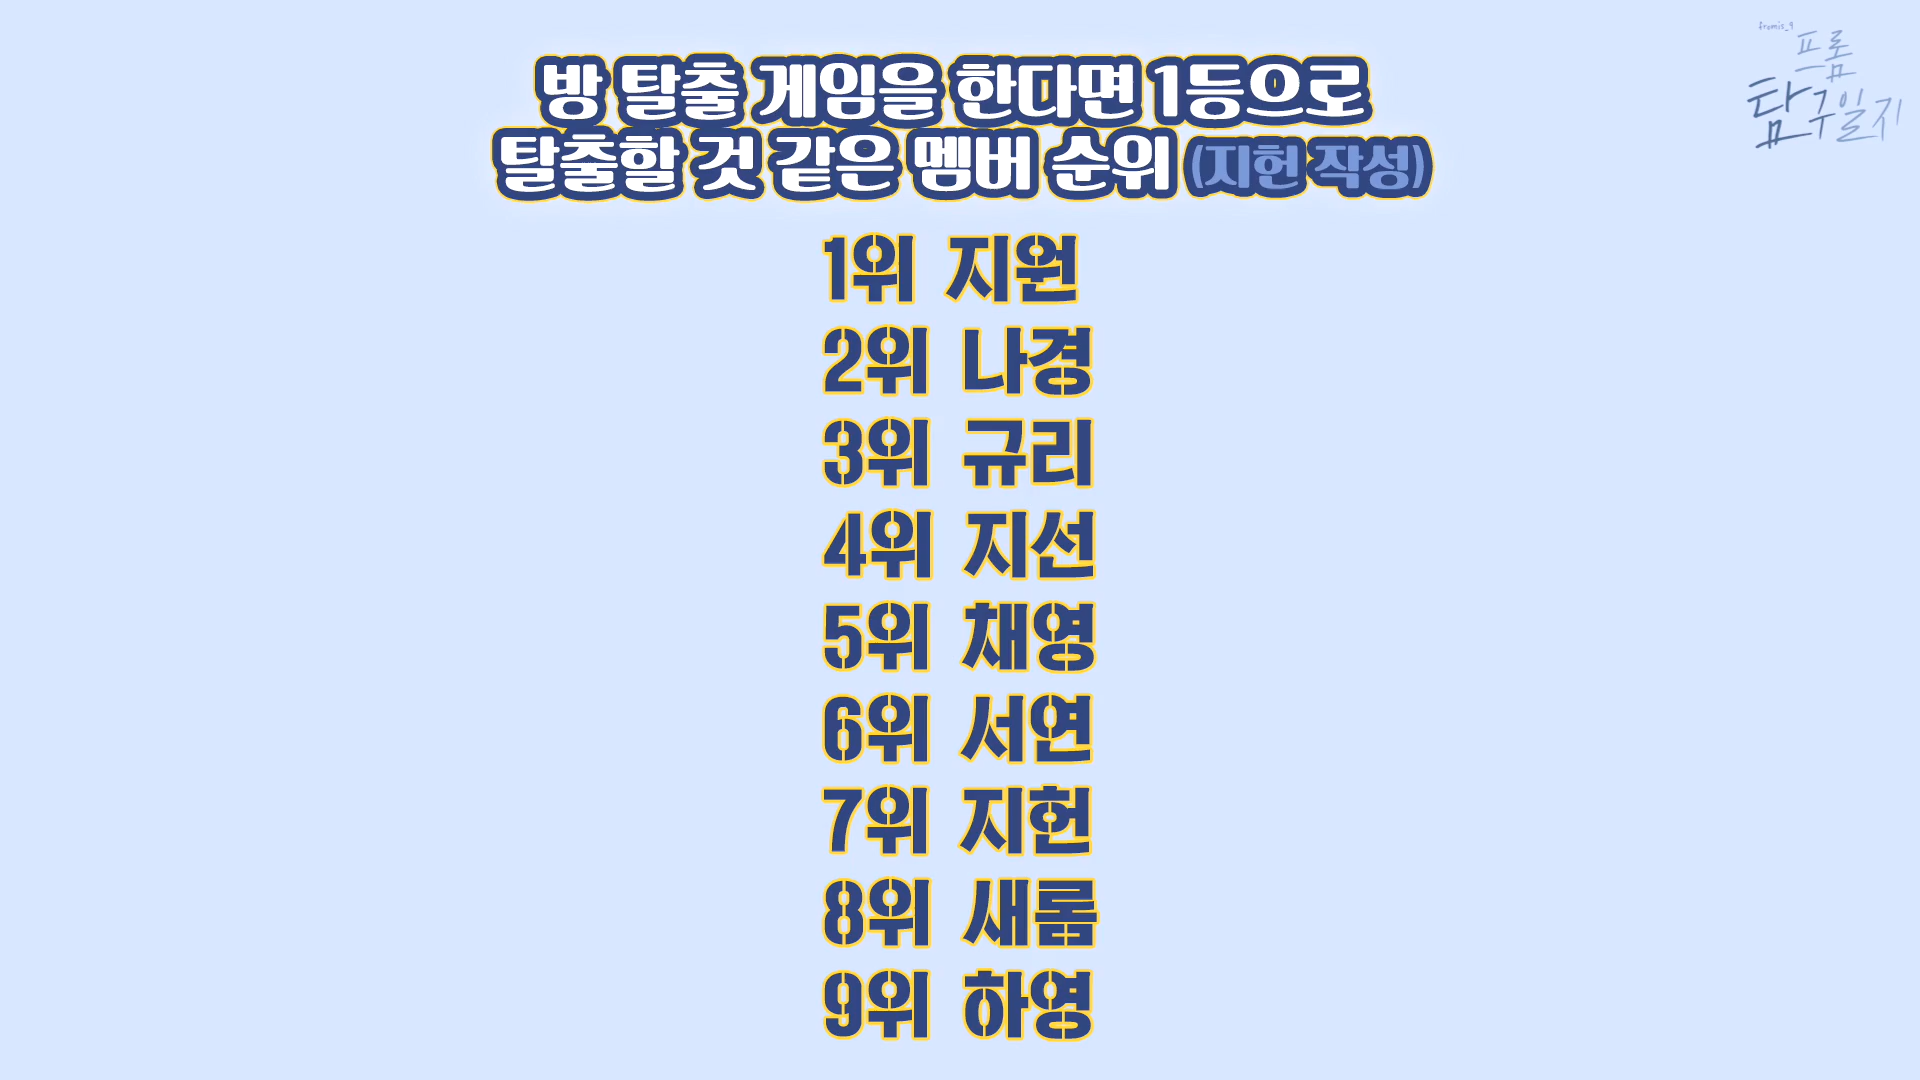 fromis_9
프롬
탐구일지
방 탈출 게임을 한다면 1등으로
탈출할 것 같은 멤버 순위 (지헌 작성)
1위 지원
2위 나경
3위 규리
4위 지선
5위 채영
6위 서연
7위 지헌
8위 새롬
9위 하영